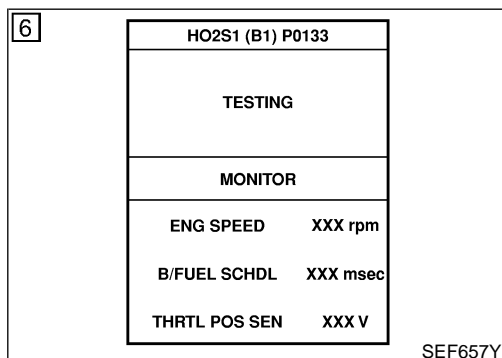 6
HO2S1 (B1) P0133
TESTING
MONITOR
ENG SPEED XXX rpm
B/FUEL SCHDL XXX msec
THRTL POS SEN XXX V
SEF657Y